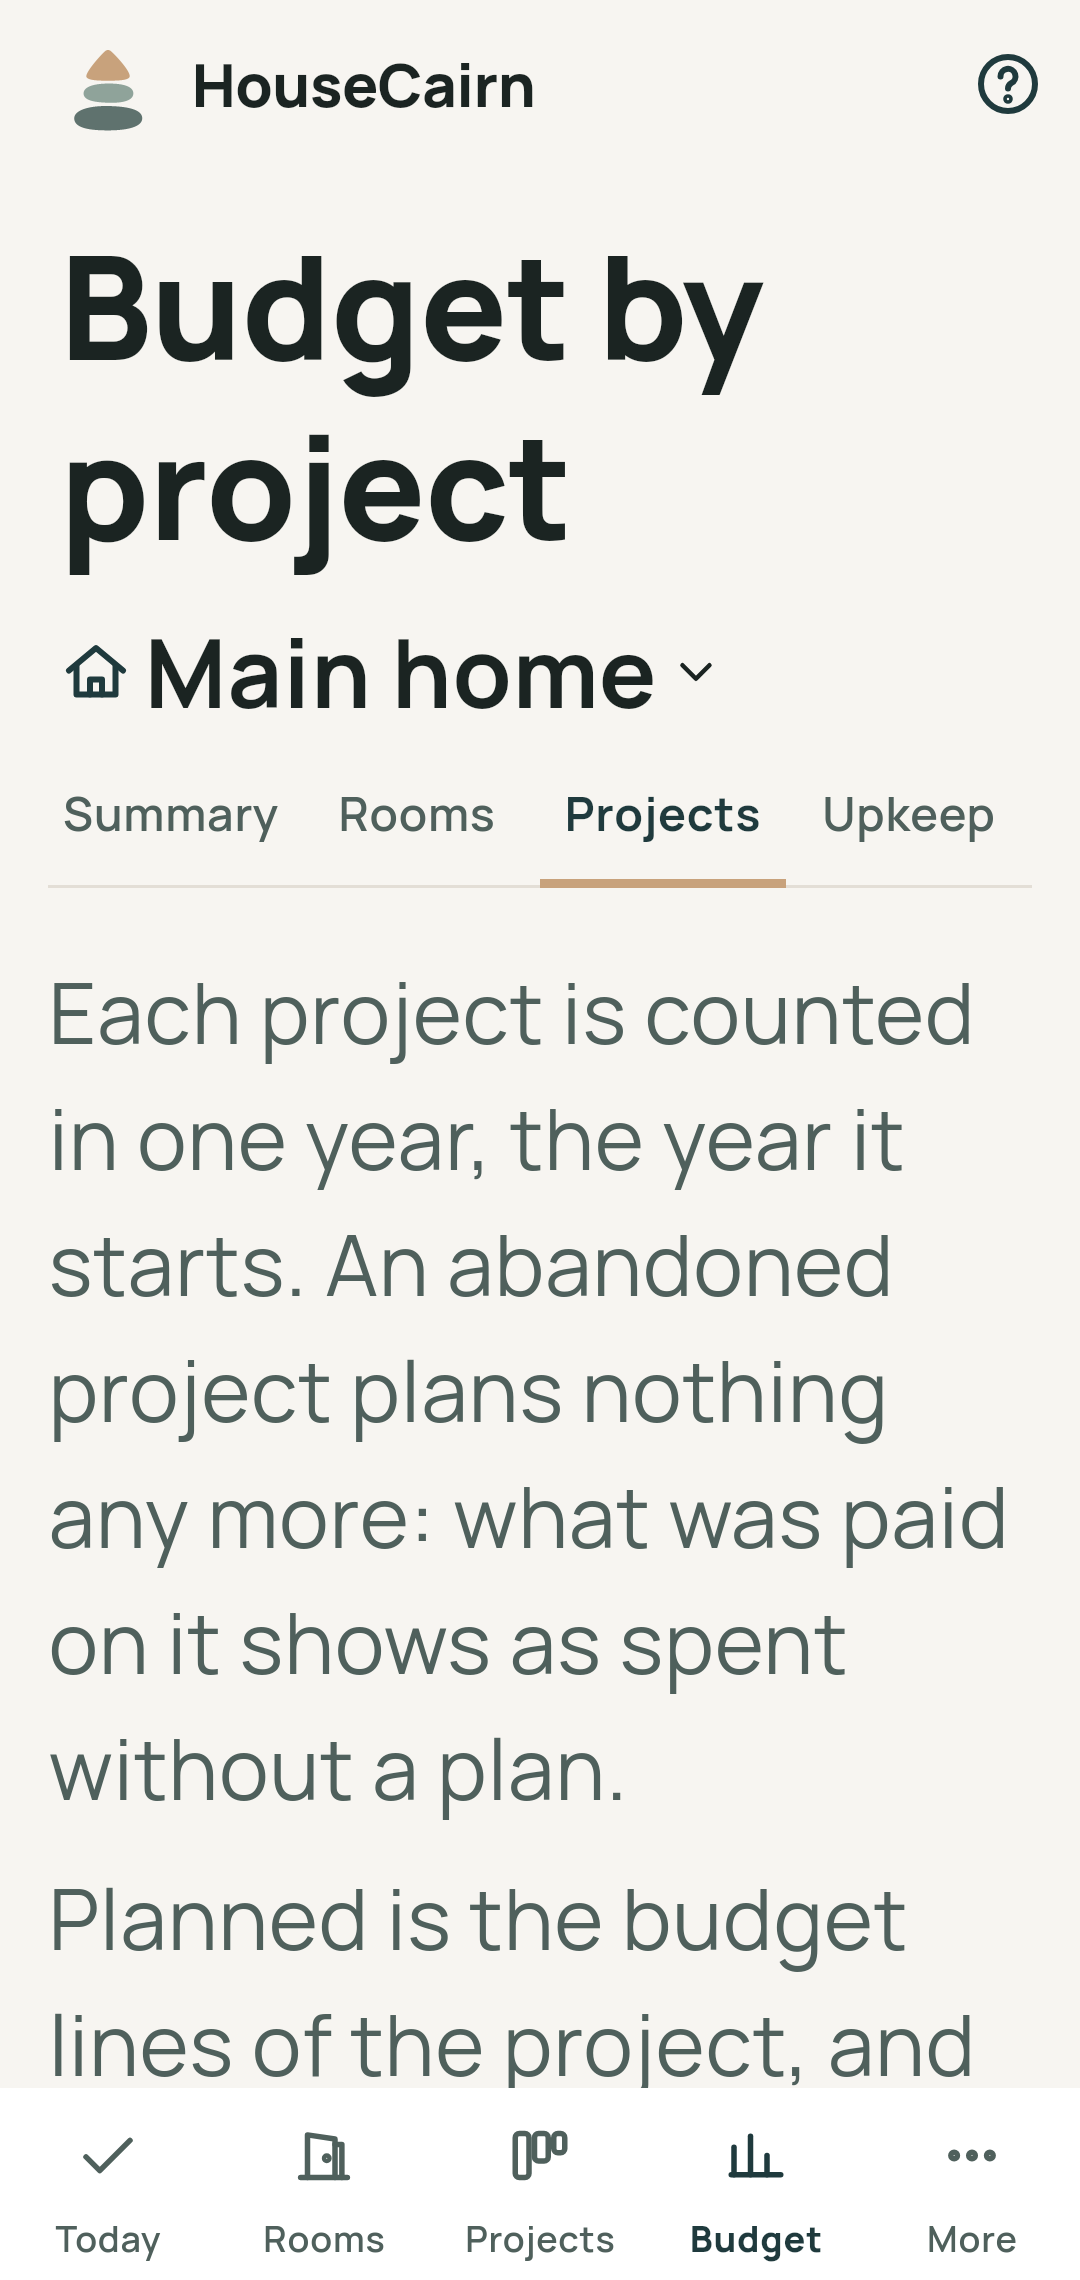 HouseCairn
Budget by
project
Main home
Summary Rooms Projects Upkeep
Each project is counted
in one year, the year it
starts. An abandoned
project plans nothing
any more: what was paid
on it shows as spent
without a plan.
Planned is the budget
lines of the project, and
Today Rooms Projects Budget More